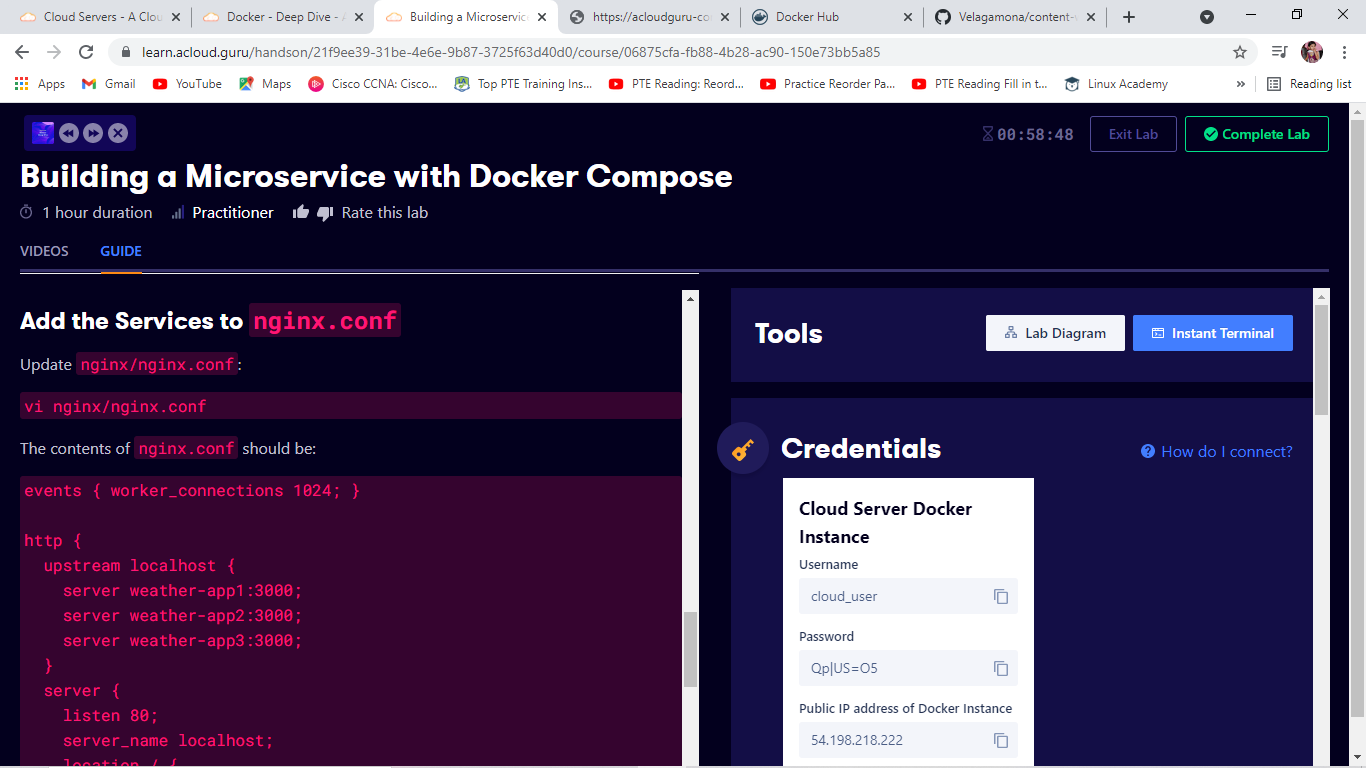 Cloud Servers - A Clou
Docker - Deep Dive - A
Building a Microservice
https://acloudguru-co
Docker Hub
Velagamona/content-
learn.acloud.guru/handson/21f9ee39-31be-4e6e-9b87-3725f63d40d0/course/06875cfa-fb88-4b28-ac90-150e73bb5a85
Apps
Gmail
YouTube
Maps
Cisco CCNA: Cisco...
Top PTE Training Ins...
PTE Reading: Reord...
Practice Reorder Pa...
PTE Reading Fill in t...
Linux Academy
»
Reading list
00:58:48
Exit Lab
Complete Lab
Building a Microservice with Docker Compose
1 hour duration
Practitioner
Rate this lab
VIDEOS
GUIDE
Add the Services to nginx.conf
Update nginx/nginx.conf:
vi nginx/nginx.conf
The contents of nginx.conf should be:
events { worker_connections 1024; }
http {
upstream localhost {
server weather-app1:3000;
server weather-app2:3000;
server weather-app3:3000;
}
server {
listen 80;
server_name localhost;
location / {
Tools
Lab Diagram
Instant Terminal
Credentials
How do I connect?
Cloud Server Docker
Instance
Username
cloud_user
Password
Qp|US=O5
Public IP address of Docker Instance
54.198.218.222